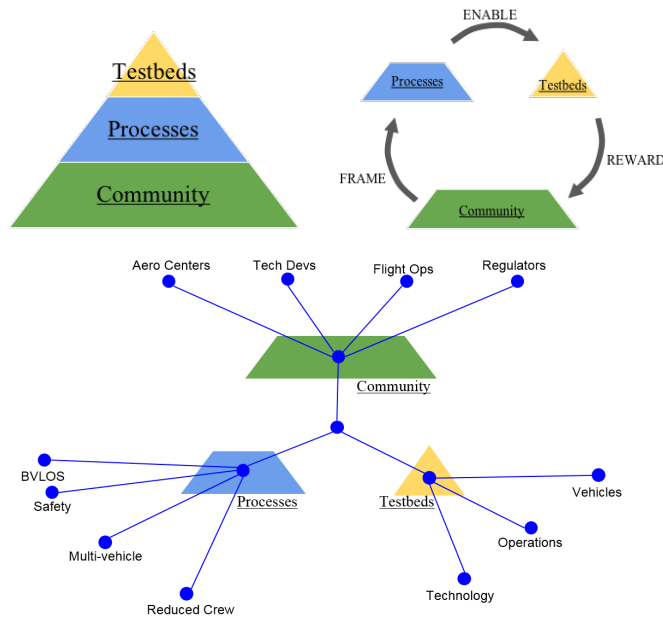 Testbeds
Processes
Community
ENABLE
Processes
Testbeds
FRAME
REWARD
Community
Aero Centers
Tech Devs
Flight Ops
Regulators
Community
BVLOS
Safety
Processes
Multi-vehicle
Reduced Crew
Testbeds
Vehicles
Operations
Technology